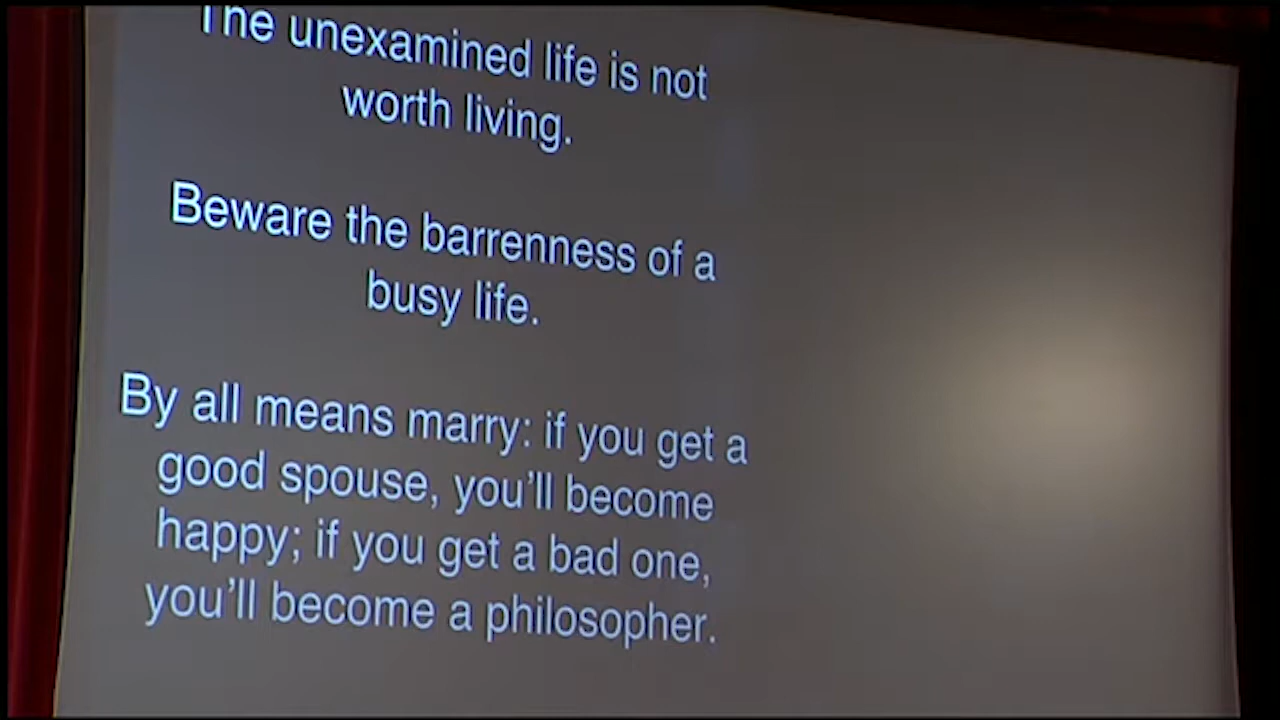 The unexamined life is not
worth living.
Beware the barrenness of a
busy life.
By all means marry: if you get a
good spouse, you'll become
happy; if you get a bad one,
you'll become a philosopher.